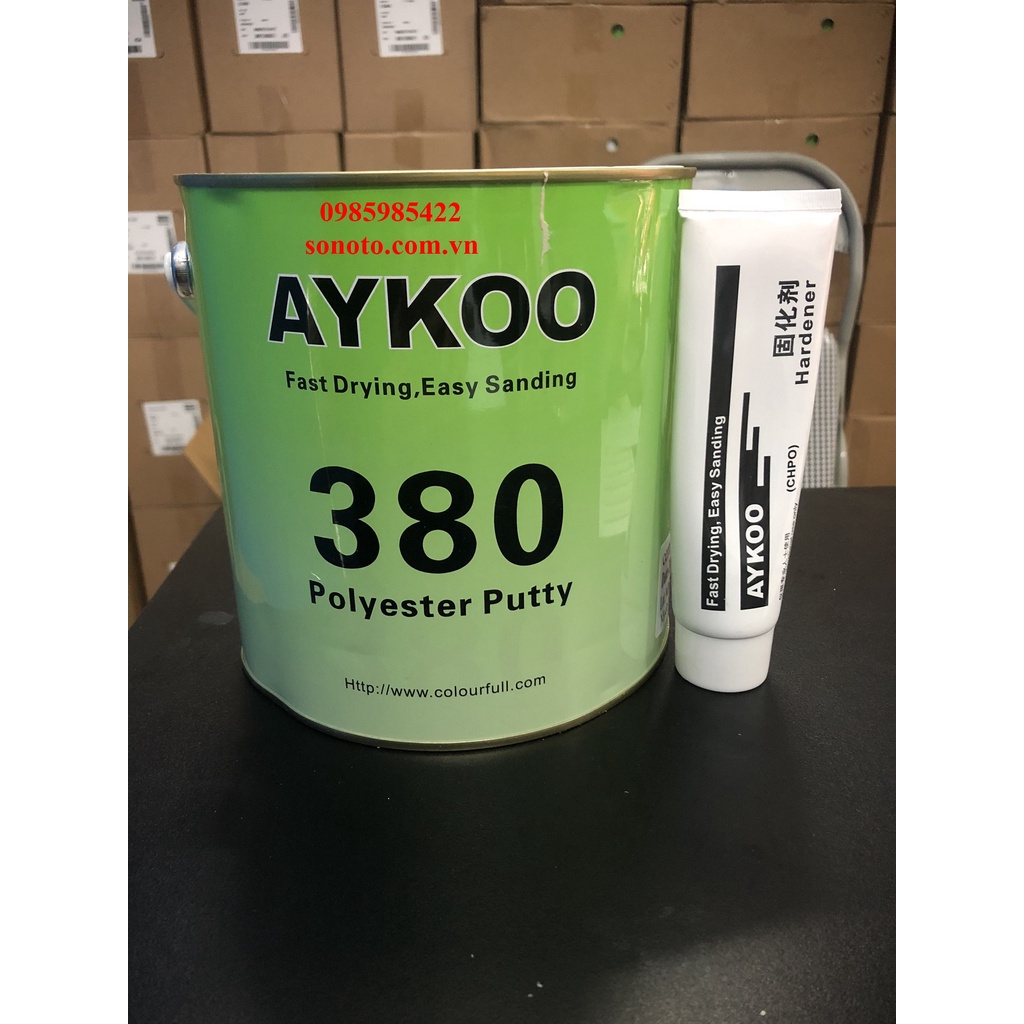 0985985422
sonoto.com.vn
AYKOO
Fast Drying,Easy Sanding
380
Polyester Putty
Http://www.colourfull.com
固化剂
Hardener
(CHPO)
Fast Drying, Easy Sanding
AYKOO